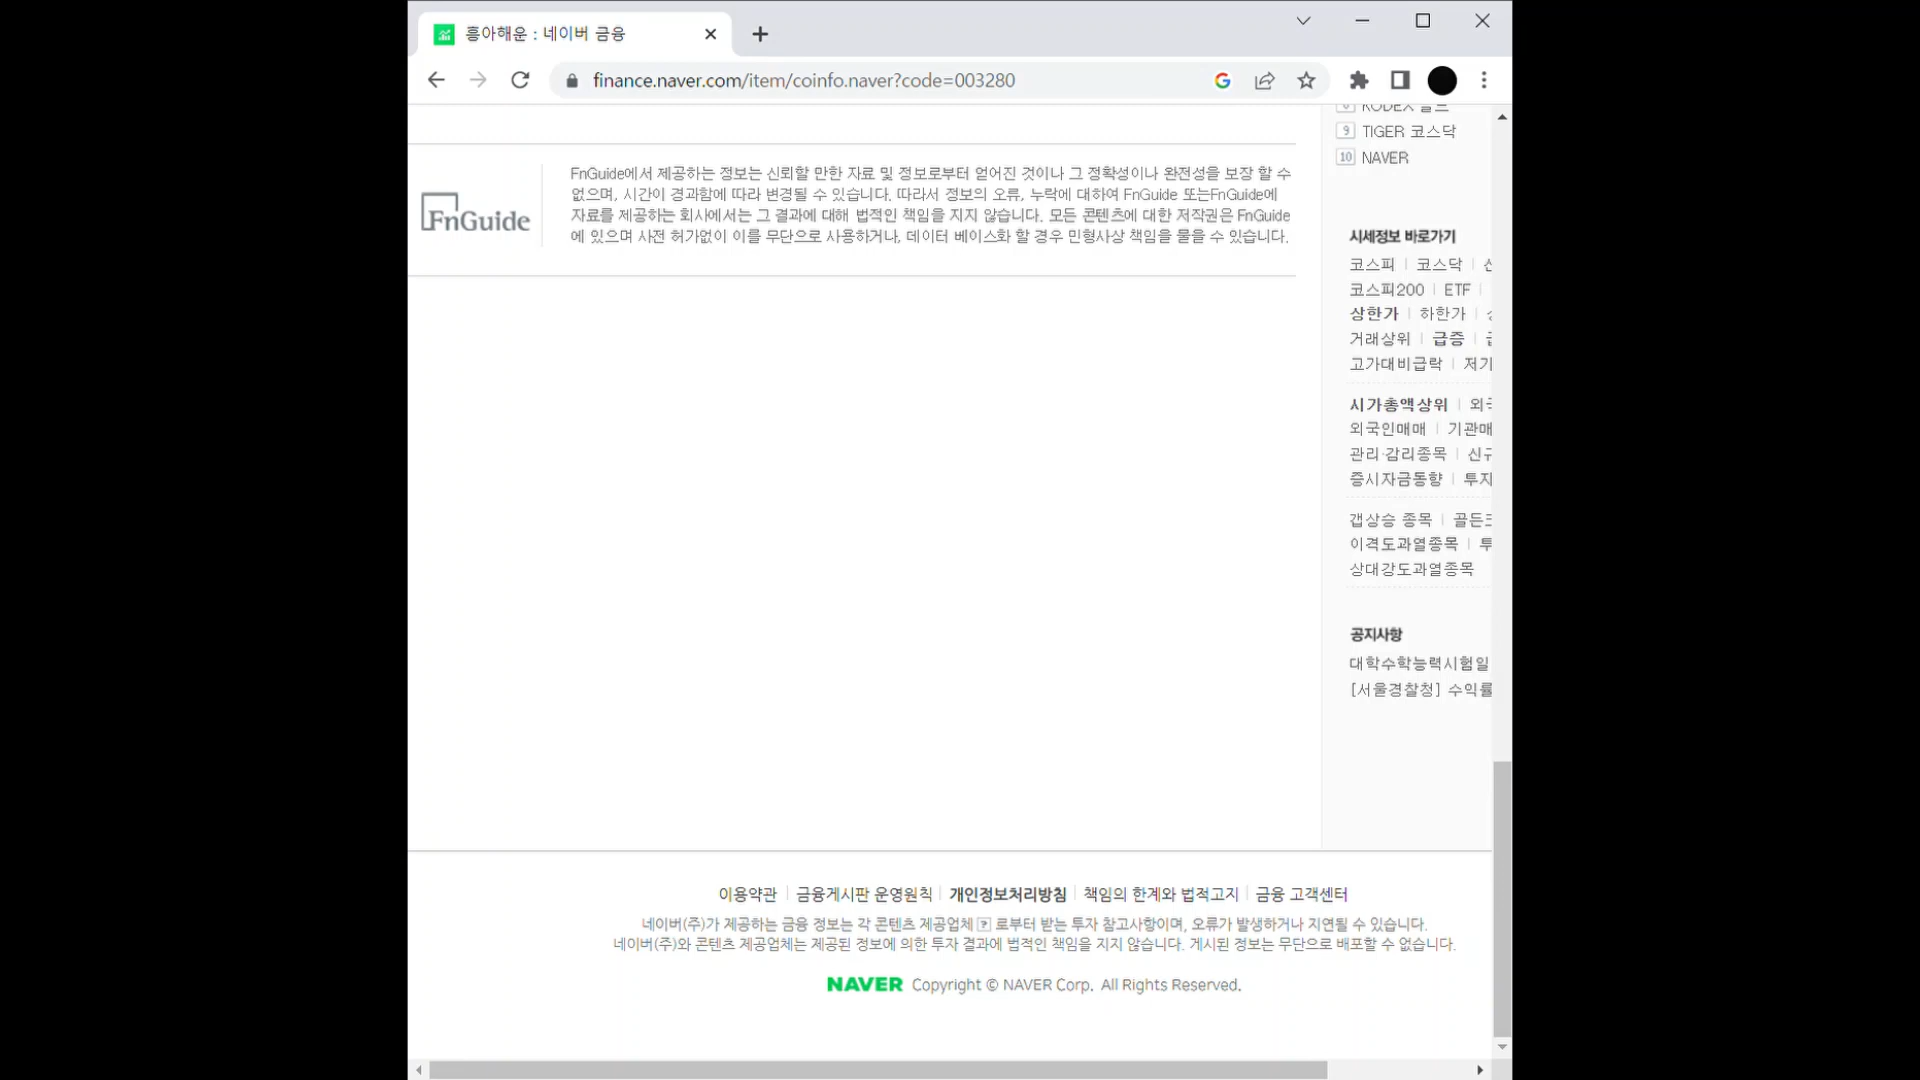 흥아해운 : 네이버 금융
finance.naver.com/item/coinfo.naver?code=003280
9 TIGER 코스닥
10 NAVER
FnGuide
FnGuide에서 제공하는 정보는 신뢰할 만한 자료 및 정보로부터 얻어진 것이나 그 정확성이나 완전성을 보장 할 수
없으며, 시간이 경과함에 따라 변경될 수 있습니다. 따라서 정보의 오류, 누락에 대하여 FnGuide 또는FnGuide에
자료를 제공하는 회사에서는 그 결과에 대해 법적인 책임을 지지 않습니다. 모든 콘텐츠에 대한 저작권은 FnGuide
에 있으며 사전 허가없이 이를 무단으로 사용하거나, 데이터 베이스화 할 경우 민형사상 책임을 물을 수 있습니다.
시세정보 바로가기
코스피 | 코스닥 |
코스피200 | ETF |
상한가 | 하한가 |
거래상위 | 급증 |
고가대비급락 |
시가총액상위 |
외국인매매 | 기관매
관리·감리종목 |
증시자금동향 | 투자
갭상승 종목 |
이격도과열종목 | 투
상대강도과열종목
공지사항
대학수학능력시험일
[서울경찰청] 수익률
이용약관 | 금융게시판 운영원칙 | 개인정보처리방침 | 책임의 한계와 법적고지 | 금융 고객센터
네이버(주)가 제공하는 금융 정보는 각 콘텐츠 제공업체 ? 로부터 받는 투자 참고사항이며, 오류가 발생하거나 지연될 수 있습니다.
네이버(주)와 콘텐츠 제공업체는 제공된 정보에 의한 투자 결과에 법적인 책임을 지지 않습니다. 게시된 정보는 무단으로 배포할 수 없습니다.
NAVER Copyright © NAVER Corp. All Rights Reserved.